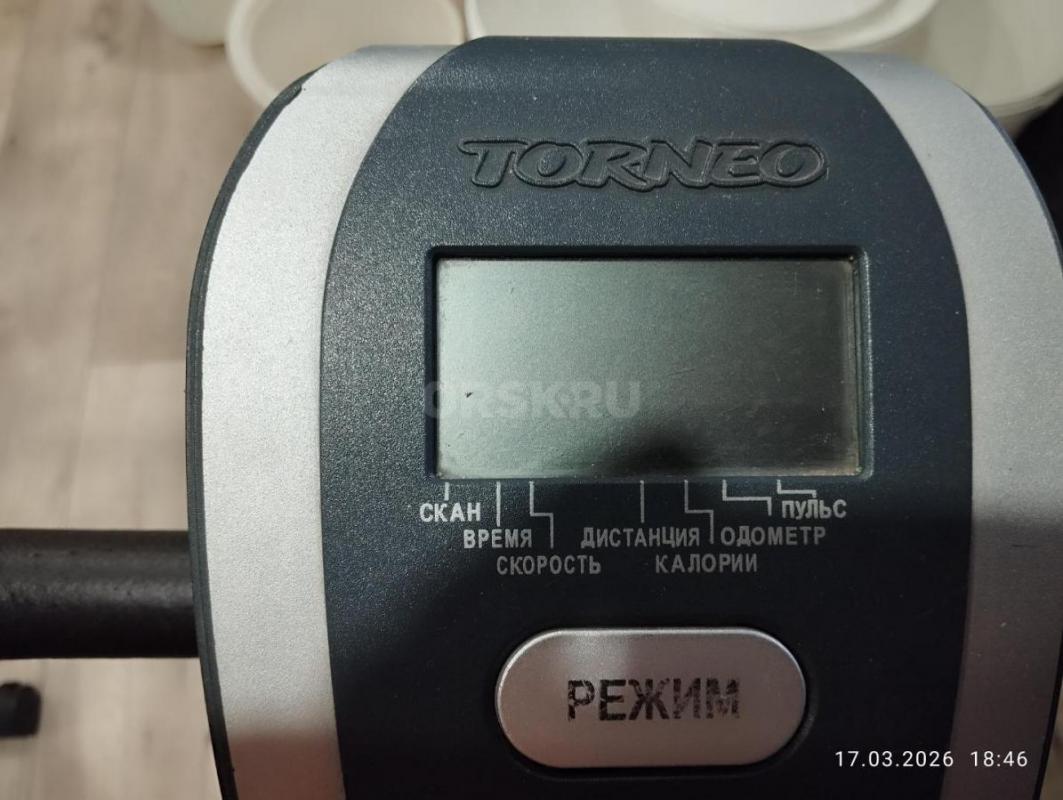 TORNEO
ORSK.RU
СКАН
ПУЛЬС
ВРЕМЯ
ДИСТАНЦИЯ
ОДОМЕТР
СКОРОСТЬ
КАЛОРИИ
РЕЖИМ
17.03.2026 18:46